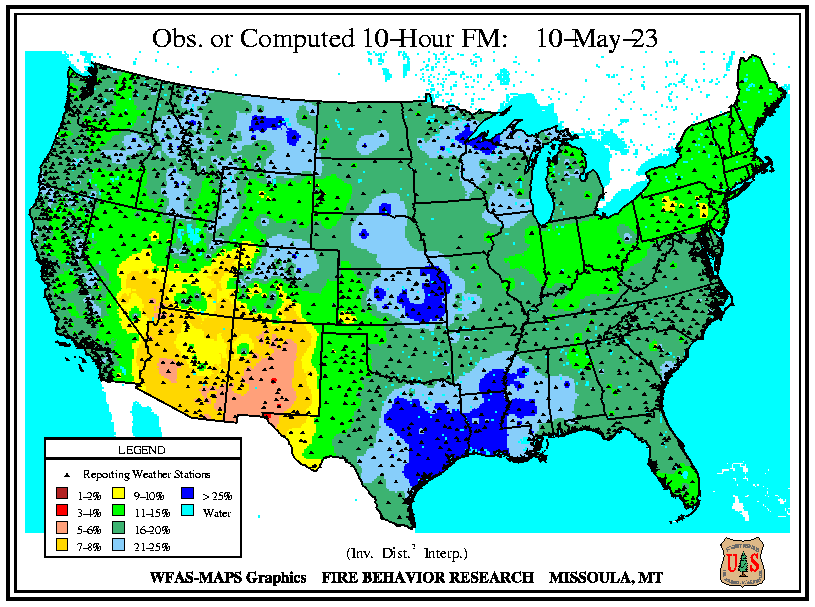 Obs. or Computed 10-Hour FM: 10-May-23
LEGEND
Reporting Weather Stations
1-2% 9-10% > 25%
3-4% 11-15% Water
5-6% 16-20%
7-8% 21-25%
(Inv. Dist.² Interp.)
WFAS-MAPS Graphics FIRE BEHAVIOR RESEARCH MISSOULA, MT
U S